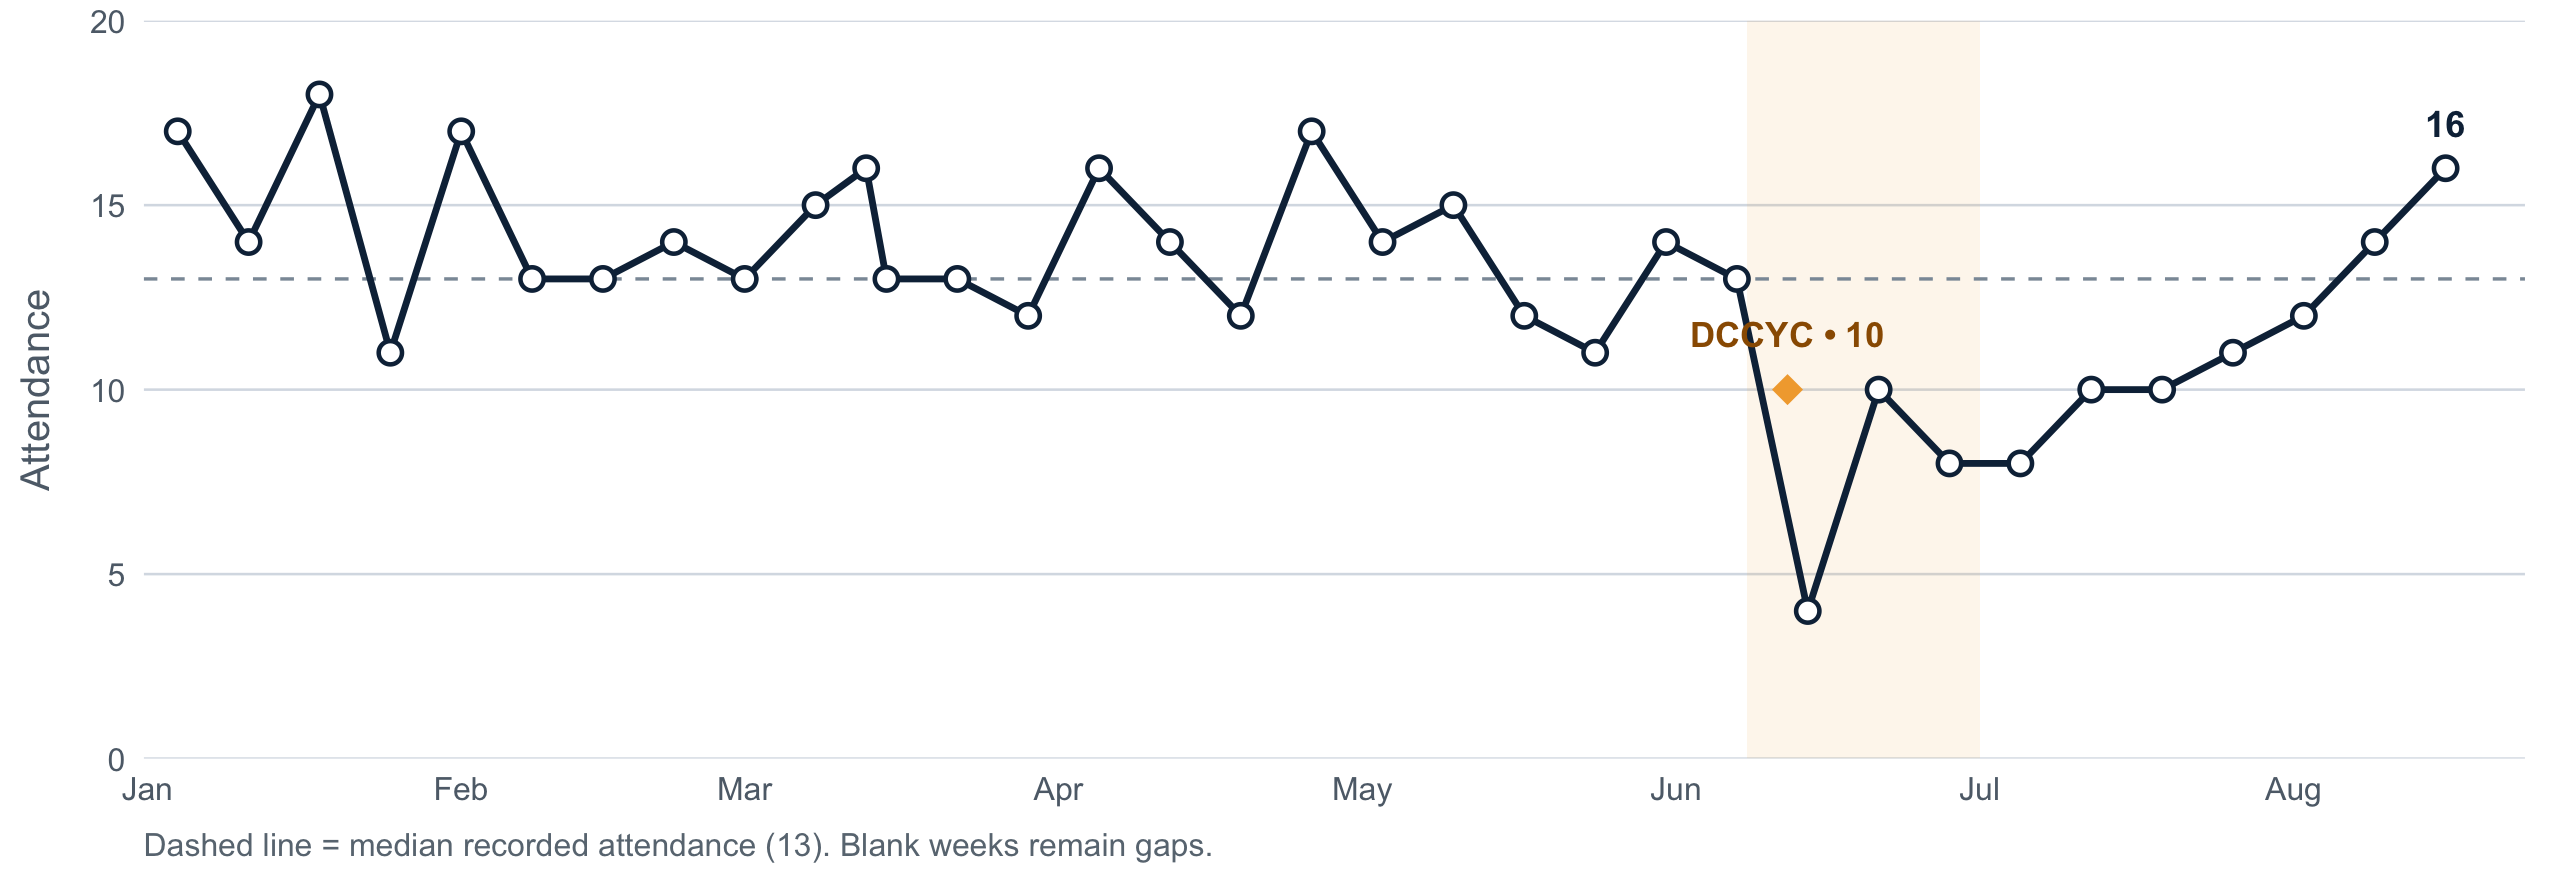 20
15
10
5
0
Attendance
16
DCCYC • 10
Jan Feb Mar Apr May Jun Jul Aug
Dashed line = median recorded attendance (13). Blank weeks remain gaps.